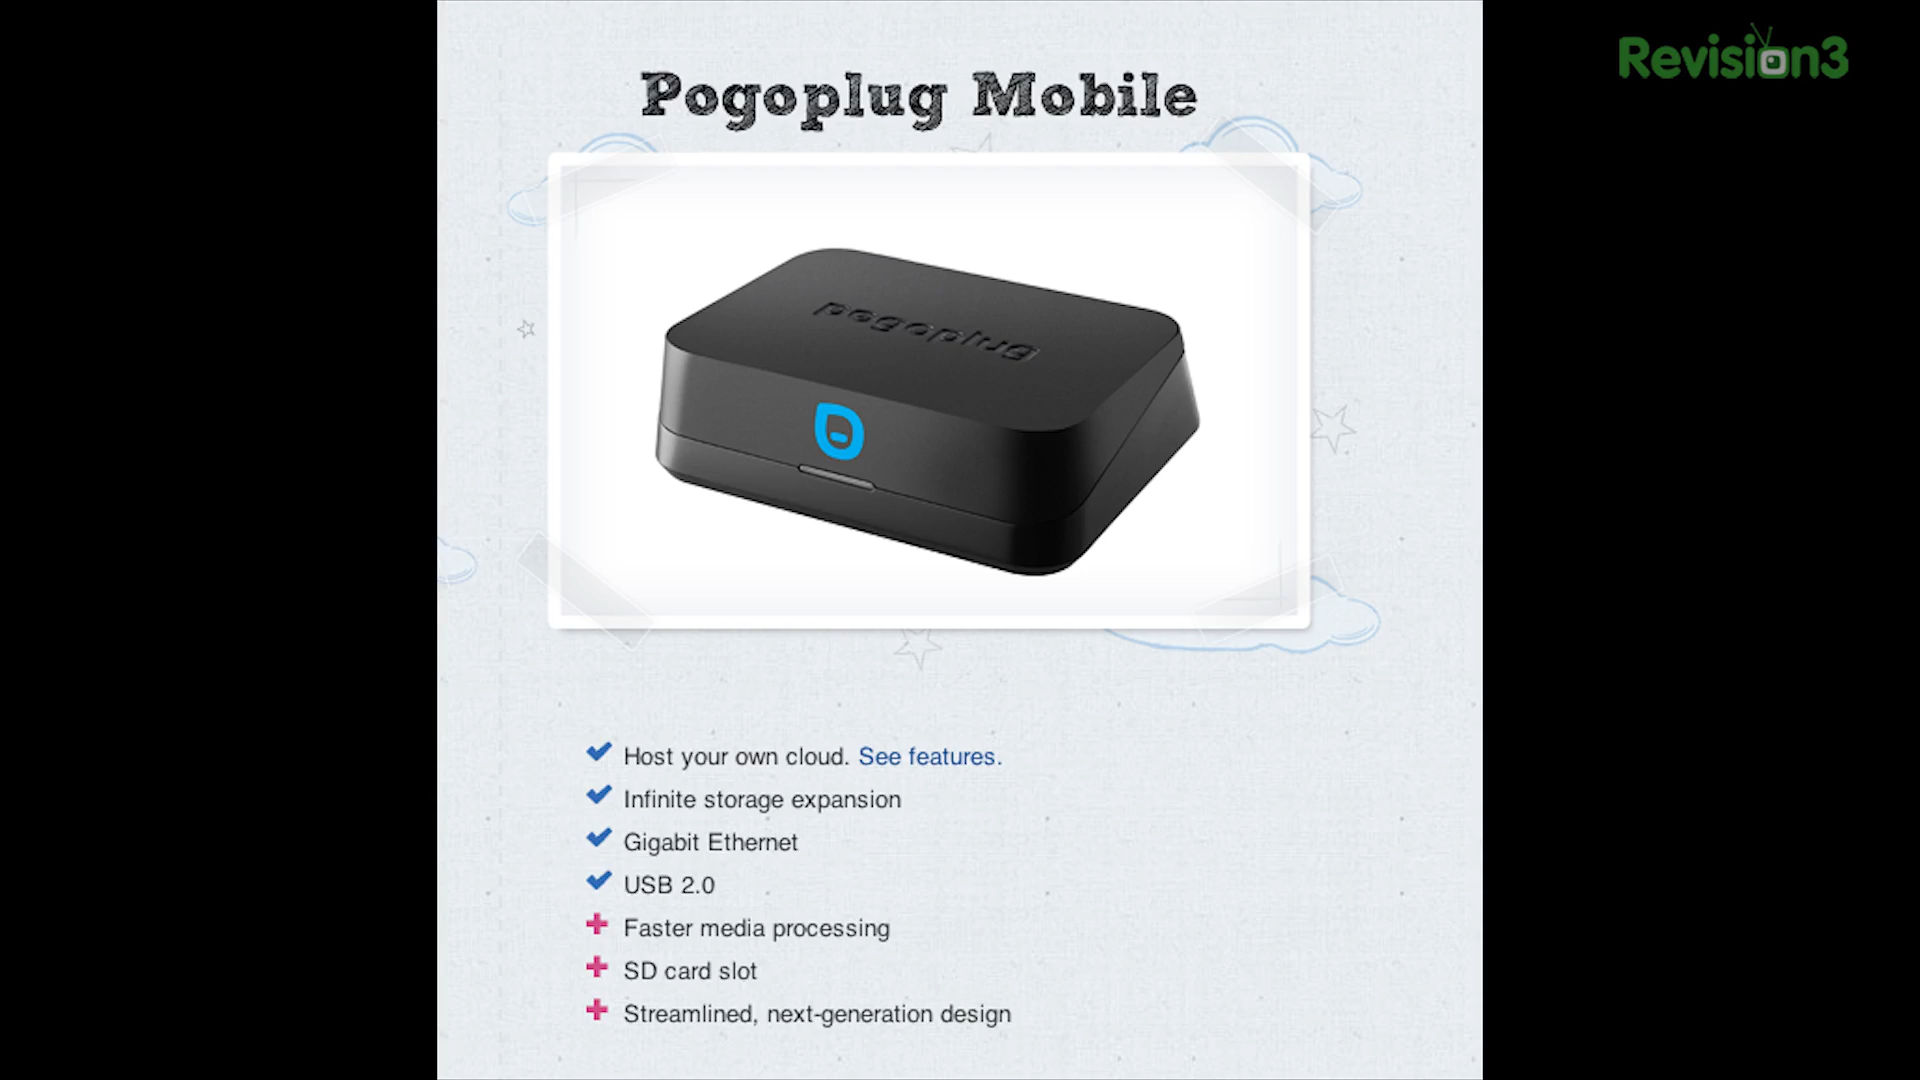 Revision3
Pogoplug Mobile
pogoplug
Host your own cloud. See features.
Infinite storage expansion
Gigabit Ethernet
USB 2.0
Faster media processing
SD card slot
Streamlined, next-generation design